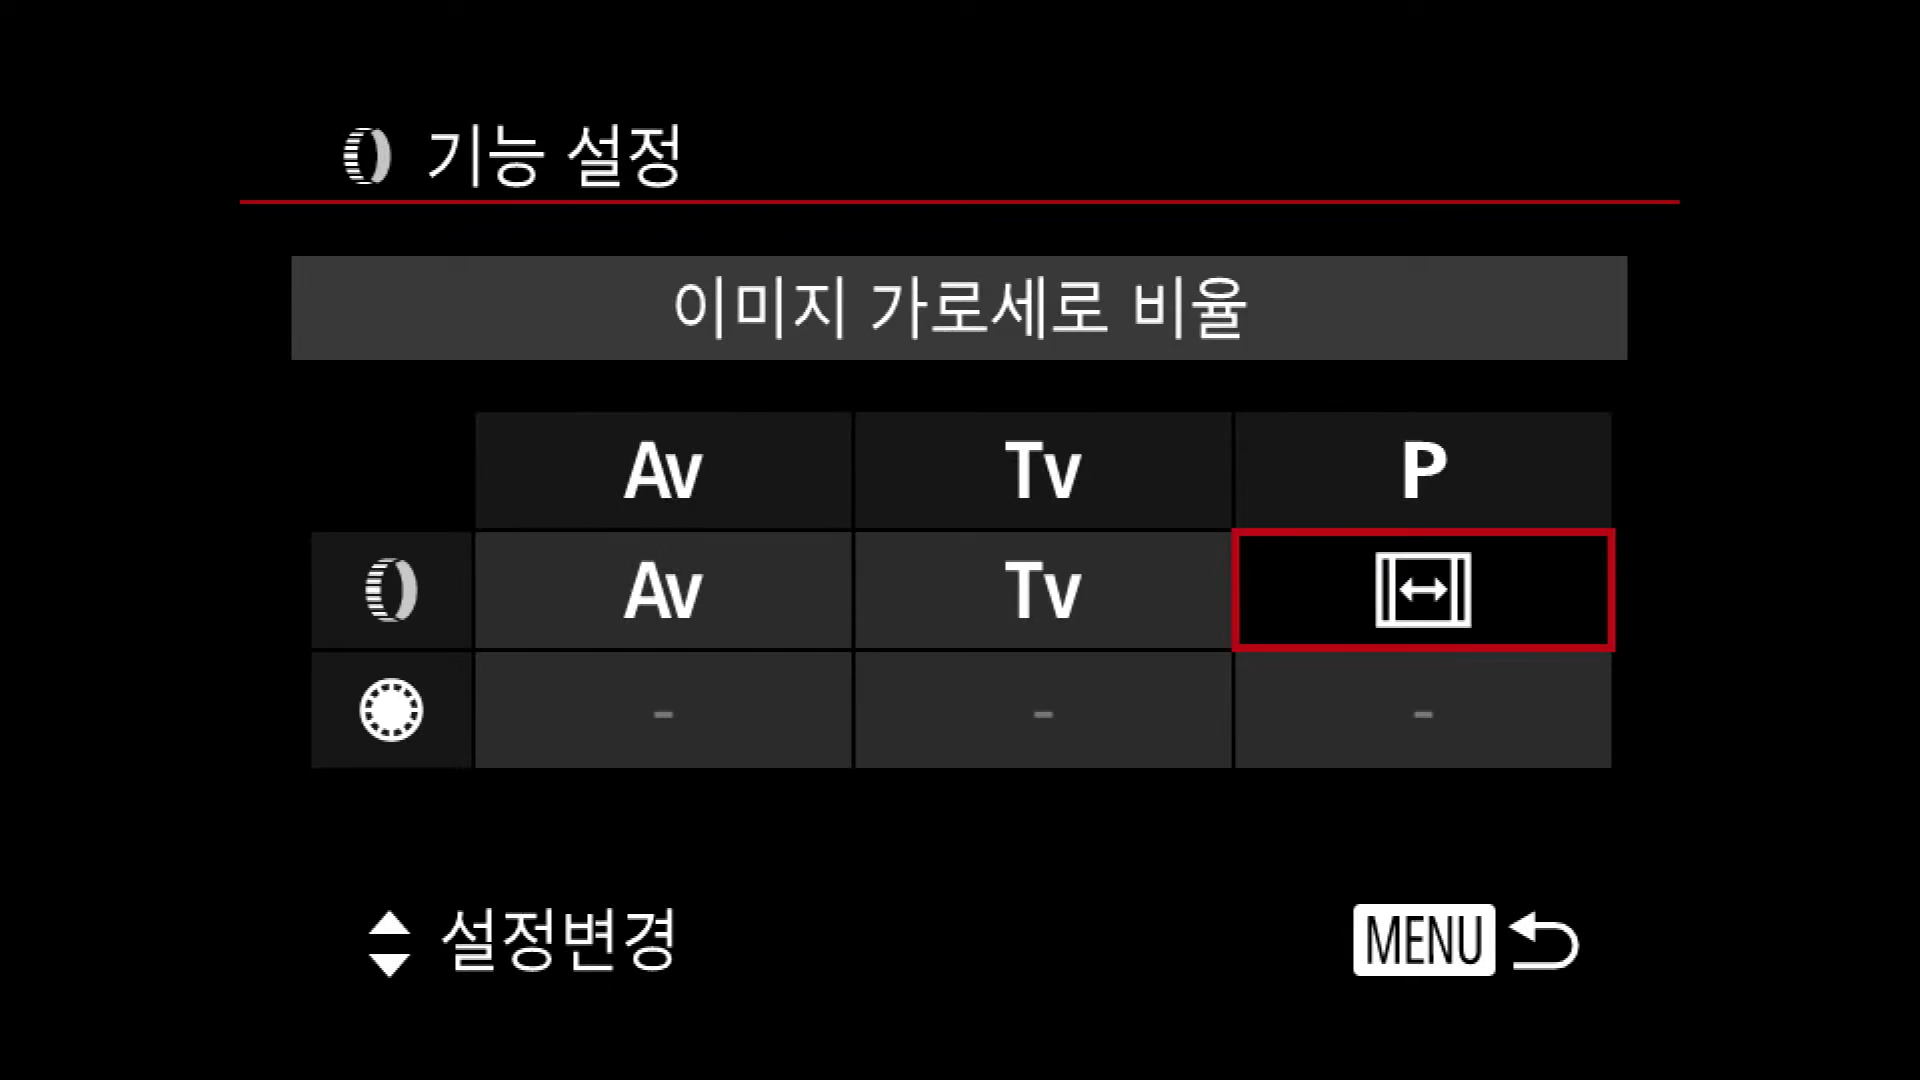 기능 설정
이미지 가로세로 비율
Av Tv P
Av Tv
- - -
설정변경 MENU